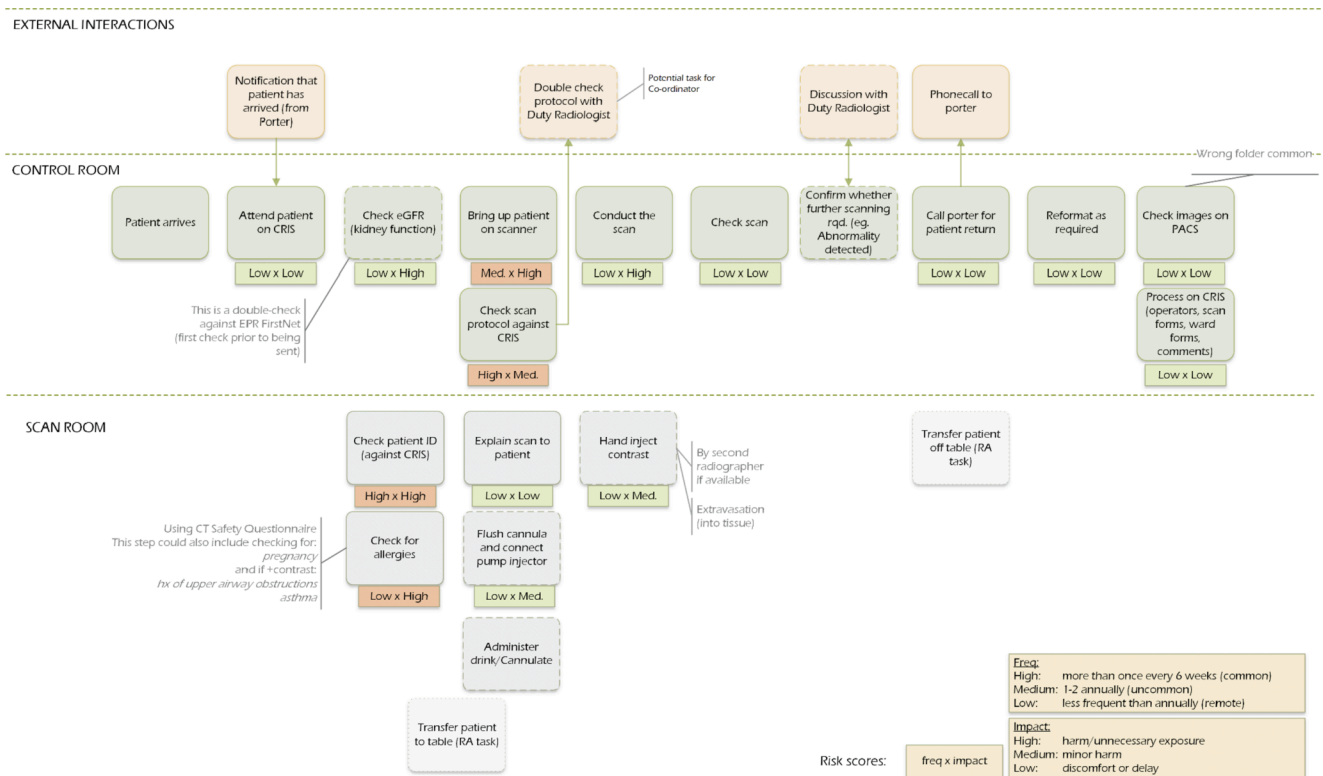 EXTERNAL INTERACTIONS
Notification that
patient has
arrived (from
Porter)
Double check
protocol with
Duty Radiologist
Potential task for
Co-ordinator
Discussion with
Duty Radiologist
Phonecall to
porter
CONTROL ROOM
Wrong folder common
Patient arrives
Attend patient
on CRIS
Low x Low
Check eGFR
(kidney function)
Low x High
This is a double-check
against EPR FirstNet
(first check prior to being
sent)
Bring up patient
on scanner
Med. x High
Check scan
protocol against
CRIS
High x Med.
Conduct the
scan
Low x High
Check scan
Low x Low
Confirm whether
further scanning
rqd. (eg.
Abnormality
detected)
Call porter for
patient return
Low x Low
Reformat as
required
Low x Low
Check images on
PACS
Low x Low
Process on CRIS
(operators, scan
forms, ward
forms,
comments)
Low x Low
SCAN ROOM
Check patient ID
(against CRIS)
High x High
Check for
allergies
Low x High
Using CT Safety Questionnaire
This step could also include checking for:
pregnancy
and if +contrast:
hx of upper airway obstructions
asthma
Explain scan to
patient
Low x Low
Flush cannula
and connect
pump injector
Low x Med.
Administer
drink/Cannulate
Transfer patient
to table (RA task)
Hand inject
contrast
Low x Med.
By second
radiographer
if available
Extravasation
(into tissue)
Transfer patient
off table (RA
task)
Risk scores:
freq x impact
Freq:
High: more than once every 6 weeks (common)
Medium: 1-2 annually (uncommon)
Low: less frequent than annually (remote)
Impact:
High: harm/unnecessary exposure
Medium: minor harm
Low: discomfort or delay